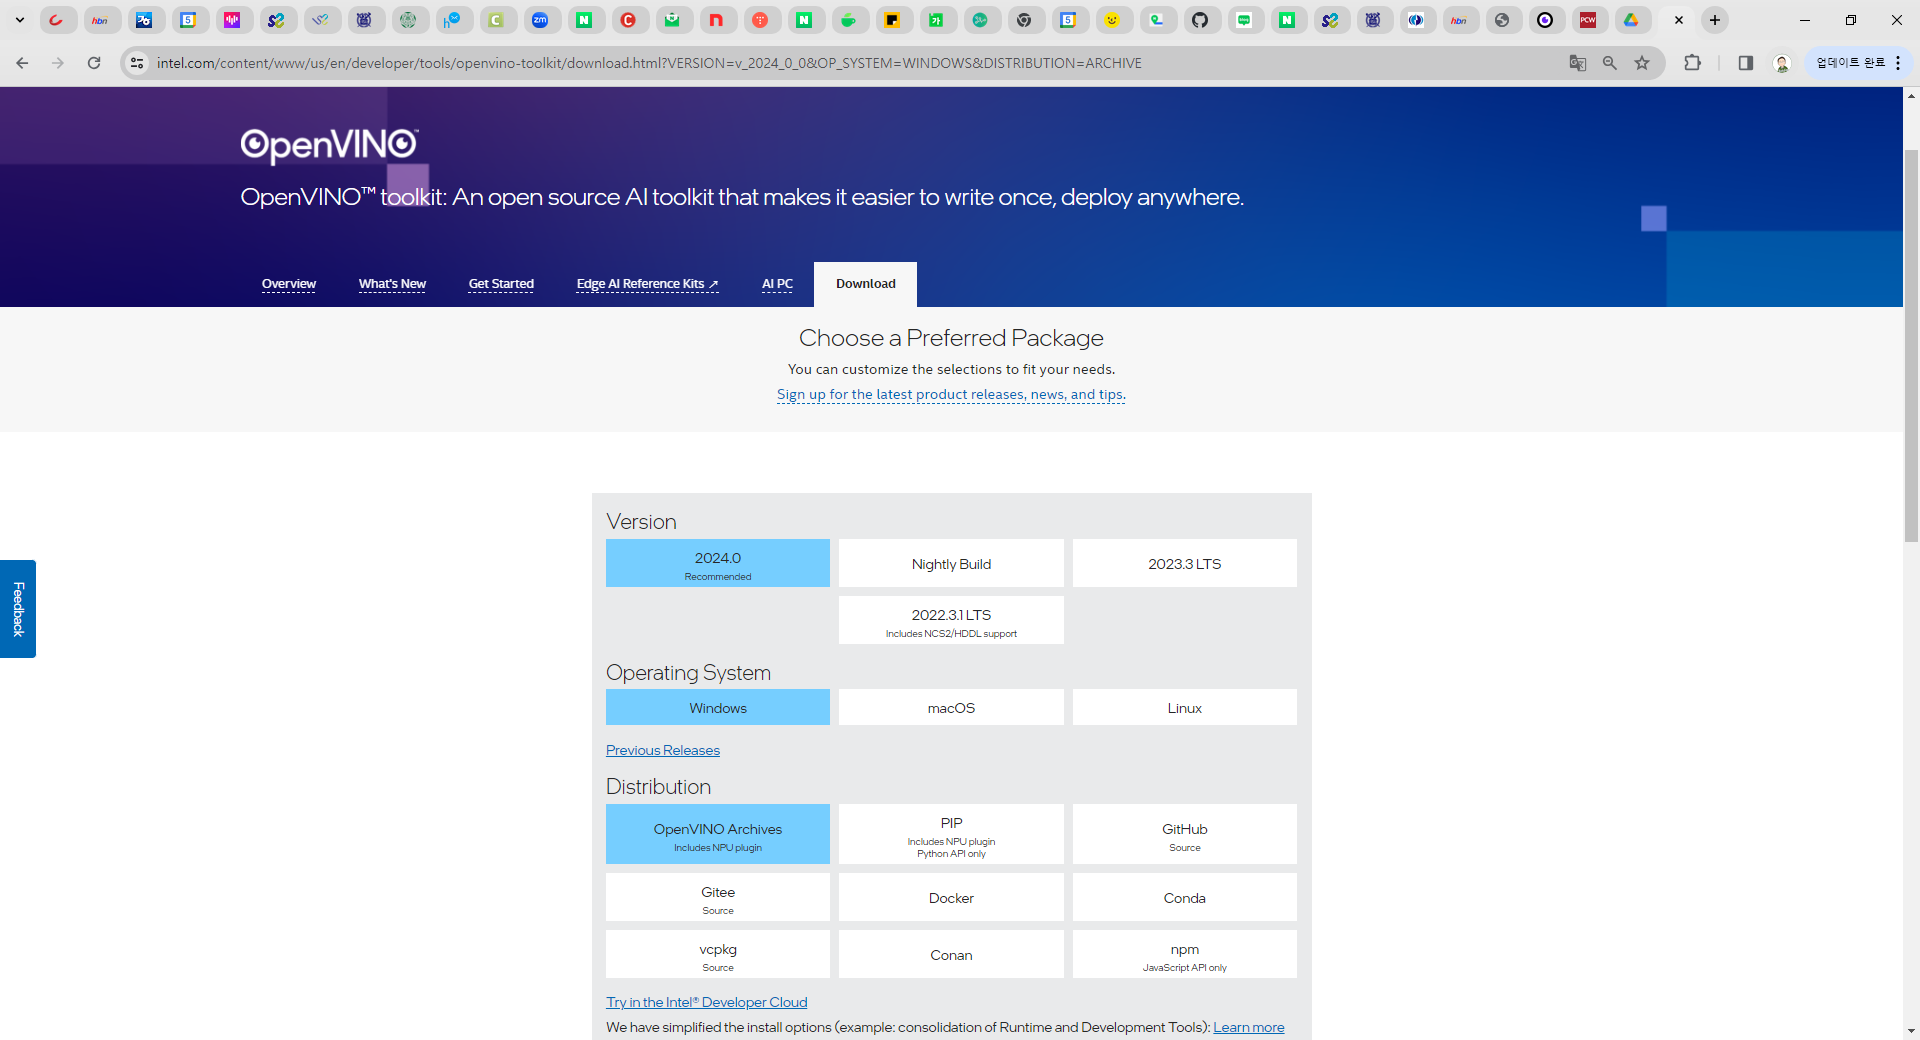 intel.com/content/www/us/en/developer/tools/openvino-toolkit/download.html?VERSION=v_2024_0_0&OP_SYSTEM=WINDOWS&DISTRIBUTION=ARCHIVE
업데이트 완료
OpenVINO™
OpenVINO™ toolkit: An open source AI toolkit that makes it easier to write once, deploy anywhere.
Overview What's New Get Started Edge AI Reference Kits ↗ AI PC Download
Choose a Preferred Package
You can customize the selections to fit your needs.
Sign up for the latest product releases, news, and tips.
Feedback
Version
2024.0 Nightly Build 2023.3 LTS
Recommended
2022.3.1 LTS
Includes NCS2/HDDL support
Operating System
Windows macOS Linux
Previous Releases
Distribution
OpenVINO Archives PIP GitHub
Includes NPU plugin Includes NPU plugin Source
Python API only
Gitee Docker Conda
Source
vcpkg Conan npm
Source JavaScript API only
Try in the Intel® Developer Cloud
We have simplified the install options (example: consolidation of Runtime and Development Tools): Learn more